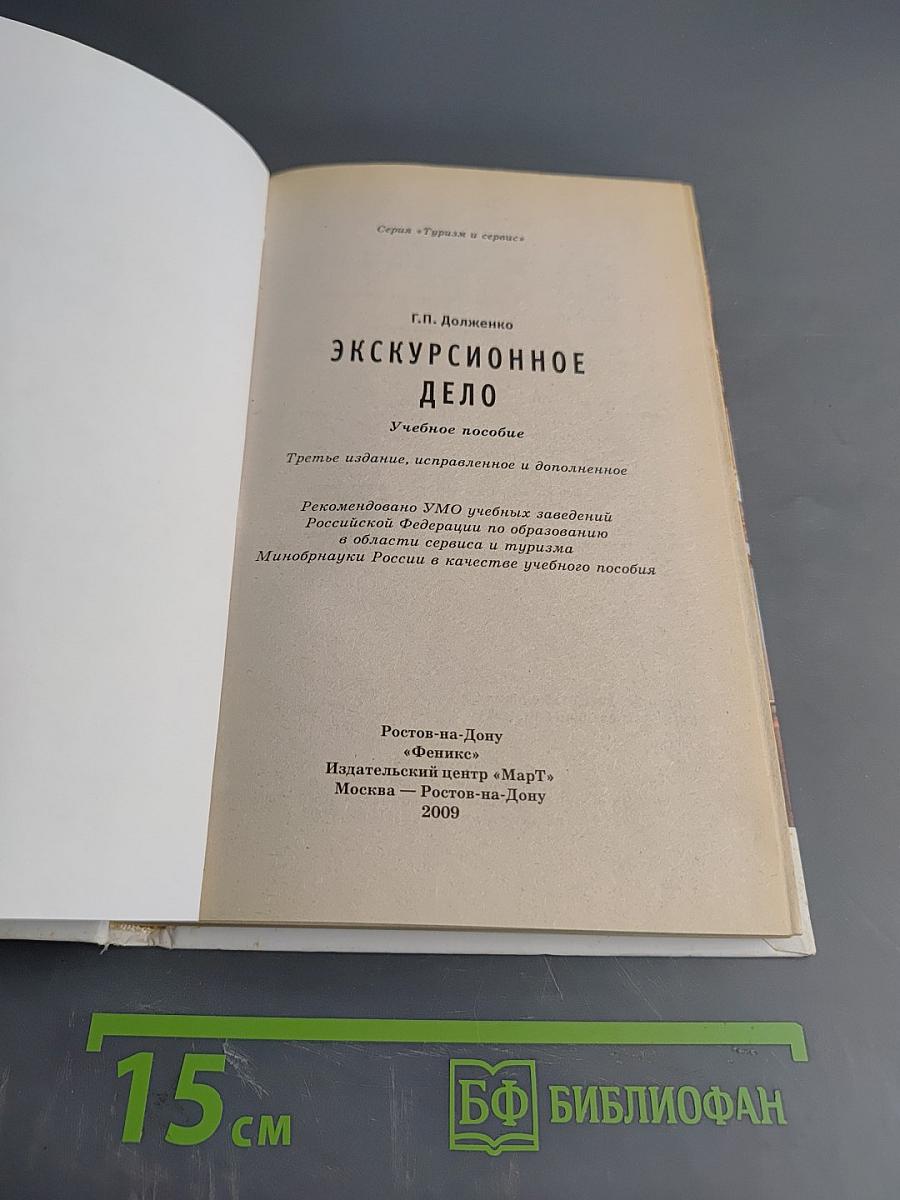 Серия «Туризм и сервис»
Г.П. Долженко
ЭКСКУРСИОННОЕ
ДЕЛО
Учебное пособие
Третье издание, исправленное и дополненное
Рекомендовано УМО учебных заведений
Российской Федерации по образованию
в области сервиса и туризма
Минобрнауки России в качестве учебного пособия
Ростов-на-Дону
«Феникс»
Издательский центр «МарТ»
Москва — Ростов-на-Дону
2009
15 см
БФ БИБЛИОФАН